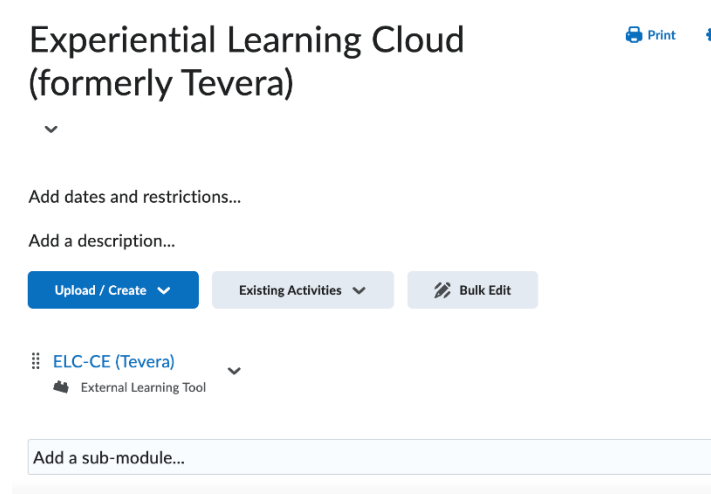 Experiential Learning Cloud
(formerly Tevera)
Print
Add dates and restrictions...
Add a description...
Upload / Create
Existing Activities
Bulk Edit
ELC-CE (Tevera)
External Learning Tool
Add a sub-module...